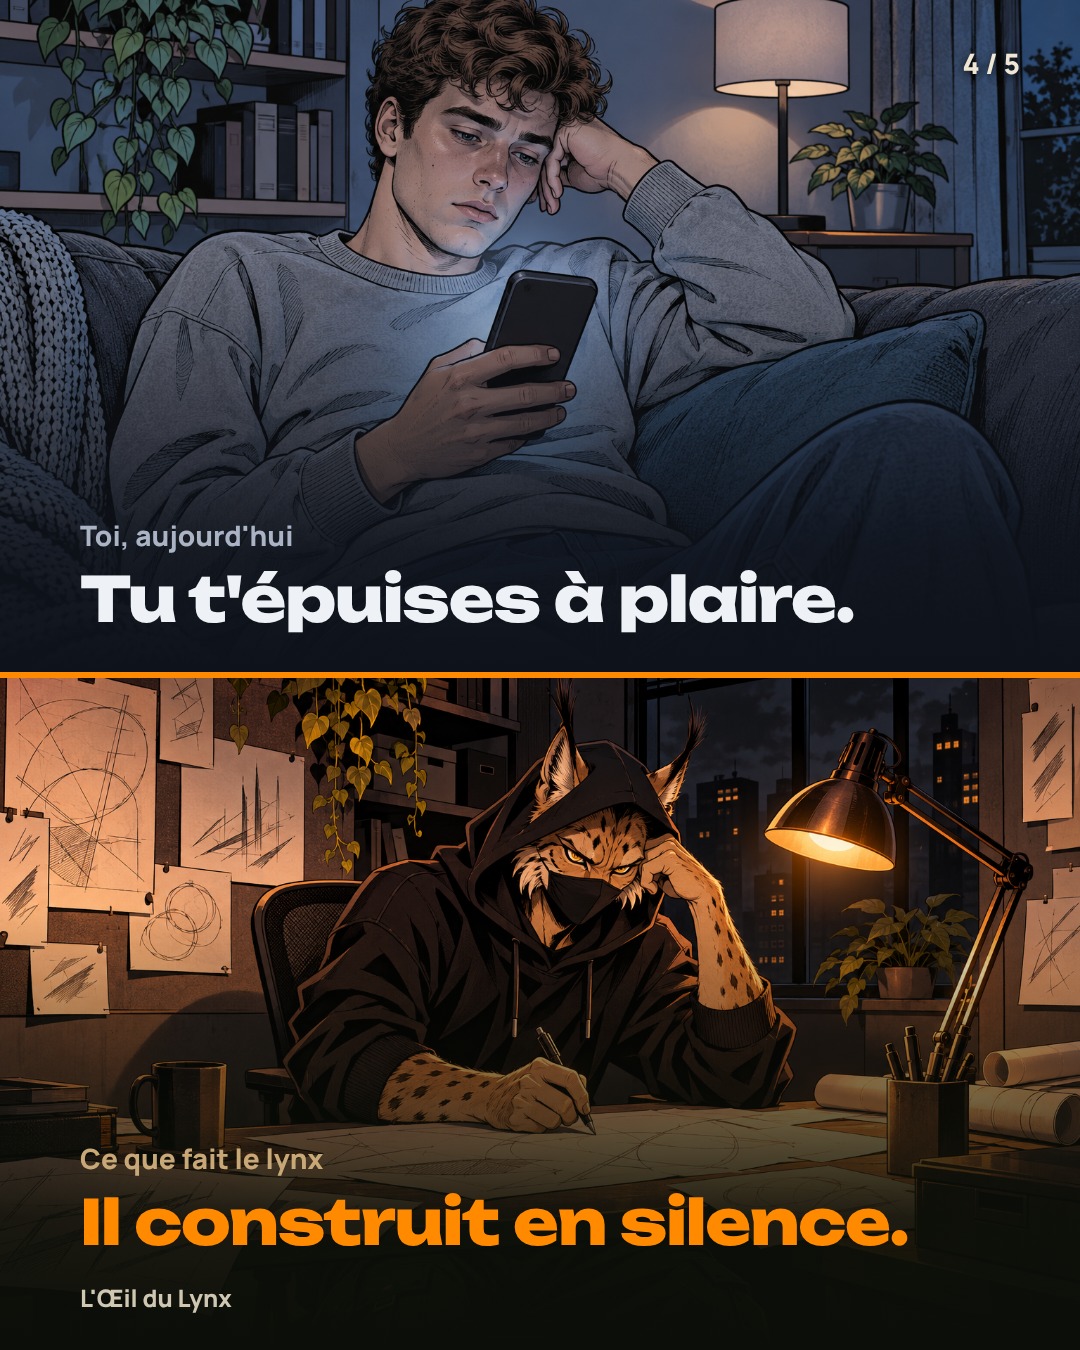 4 / 5
Toi, aujourd'hui
Tu t'épuises à plaire.
Ce que fait le lynx
Il construit en silence.
L'Œil du Lynx